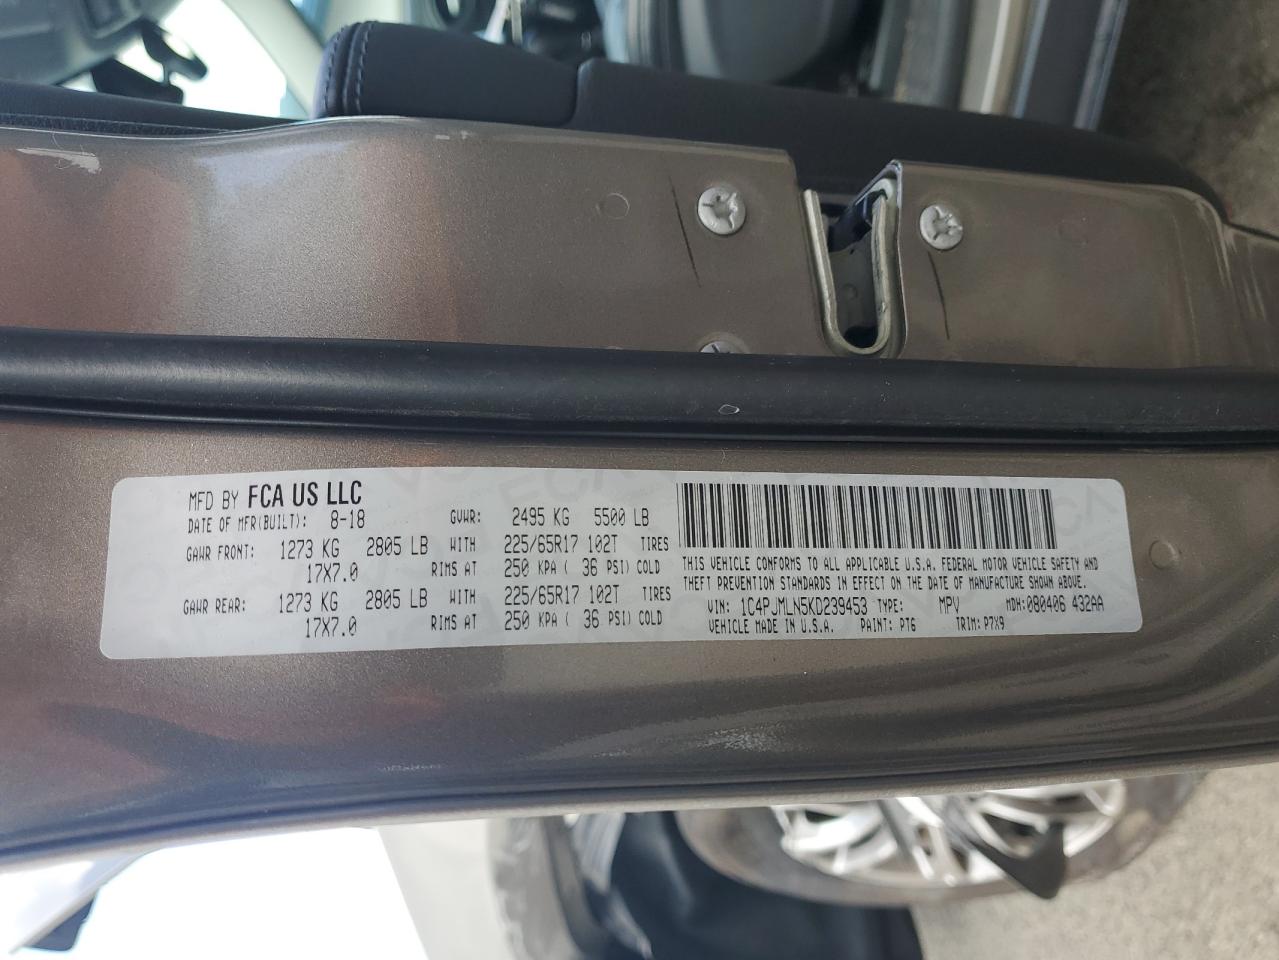 MFD BY FCA US LLC
DATE OF MFR(BUILT): 8-18 GVWR: 2495 KG 5500 LB
GAWR FRONT: 1273 KG 2805 LB WITH 225/65R17 102T TIRES
17X7.0 RIMS AT 250 KPA ( 36 PSI) COLD
GAWR REAR: 1273 KG 2805 LB WITH 225/65R17 102T TIRES
17X7.0 RIMS AT 250 KPA ( 36 PSI) COLD
THIS VEHICLE CONFORMS TO ALL APPLICABLE U.S.A. FEDERAL MOTOR VEHICLE SAFETY AND
THEFT PREVENTION STANDARDS IN EFFECT ON THE DATE OF MANUFACTURE SHOWN ABOVE.
VIN: 1C4PJMLN5KD239453 TYPE: MPV MDH: 080406 432AA
VEHICLE MADE IN U.S.A. PAINT: PT6 TRIM: P7X9